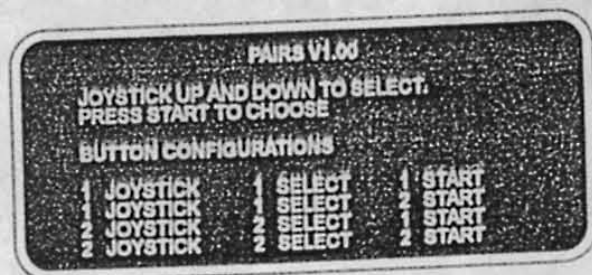 PAIRS V1.00
JOYSTICK UP AND DOWN TO SELECT.
PRESS START TO CHOOSE
BUTTON CONFIGURATIONS
1 JOYSTICK 1 SELECT 1 START
1 JOYSTICK 1 SELECT 2 START
2 JOYSTICK 2 SELECT 1 START
2 JOYSTICK 2 SELECT 2 START